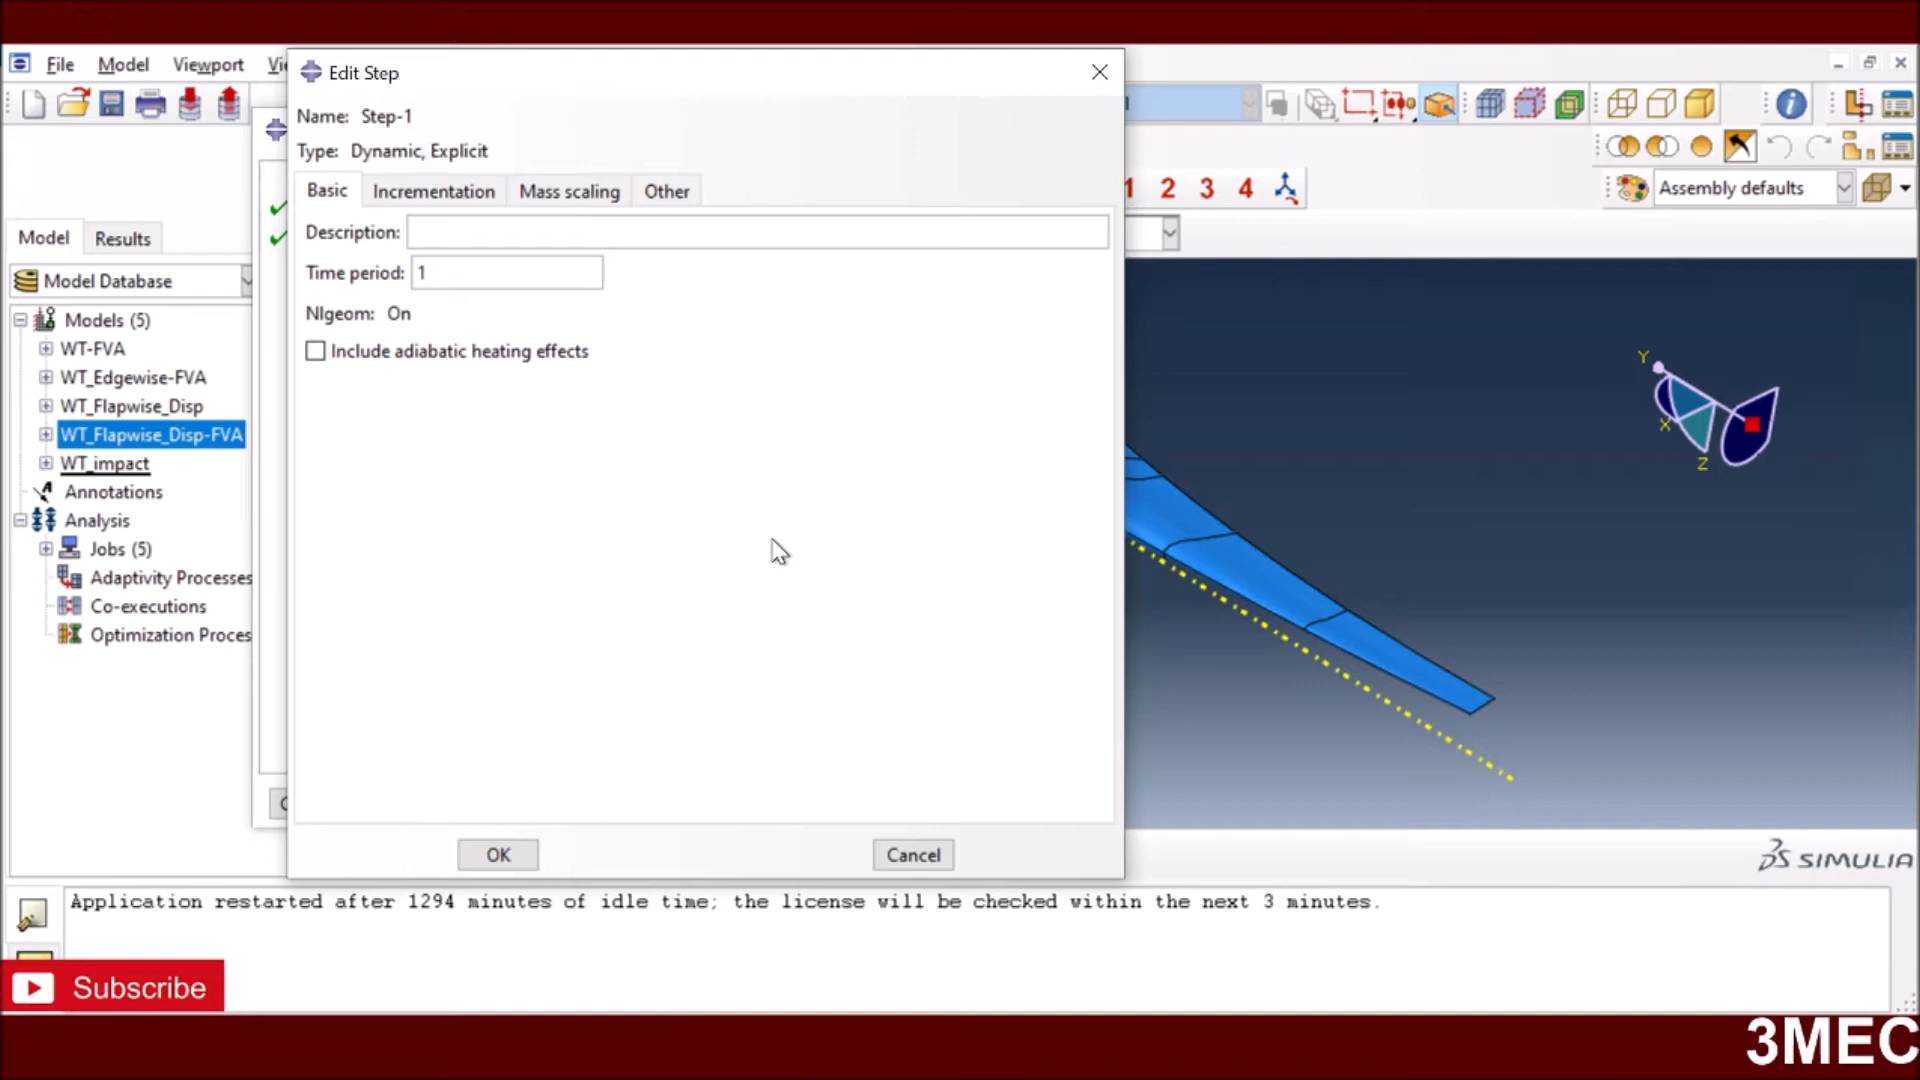 File Model Viewport
Edit Step
Name: Step-1
Type: Dynamic, Explicit
Basic Incrementation Mass scaling Other
Description:
Time period: 1
Nlgeom: On
Include adiabatic heating effects
OK Cancel
1 2 3 4
Assembly defaults
Model Results
Model Database
Models (5)
WT-FVA
WT_Edgewise-FVA
WT_Flapwise_Disp
WT_Flapwise_Disp-FVA
WT_impact
Annotations
Analysis
Jobs (5)
Adaptivity Processes
Co-executions
Optimization Proces
Y
X
Z
SIMULIA
Application restarted after 1294 minutes of idle time; the license will be checked within the next 3 minutes.
Subscribe
3MEC